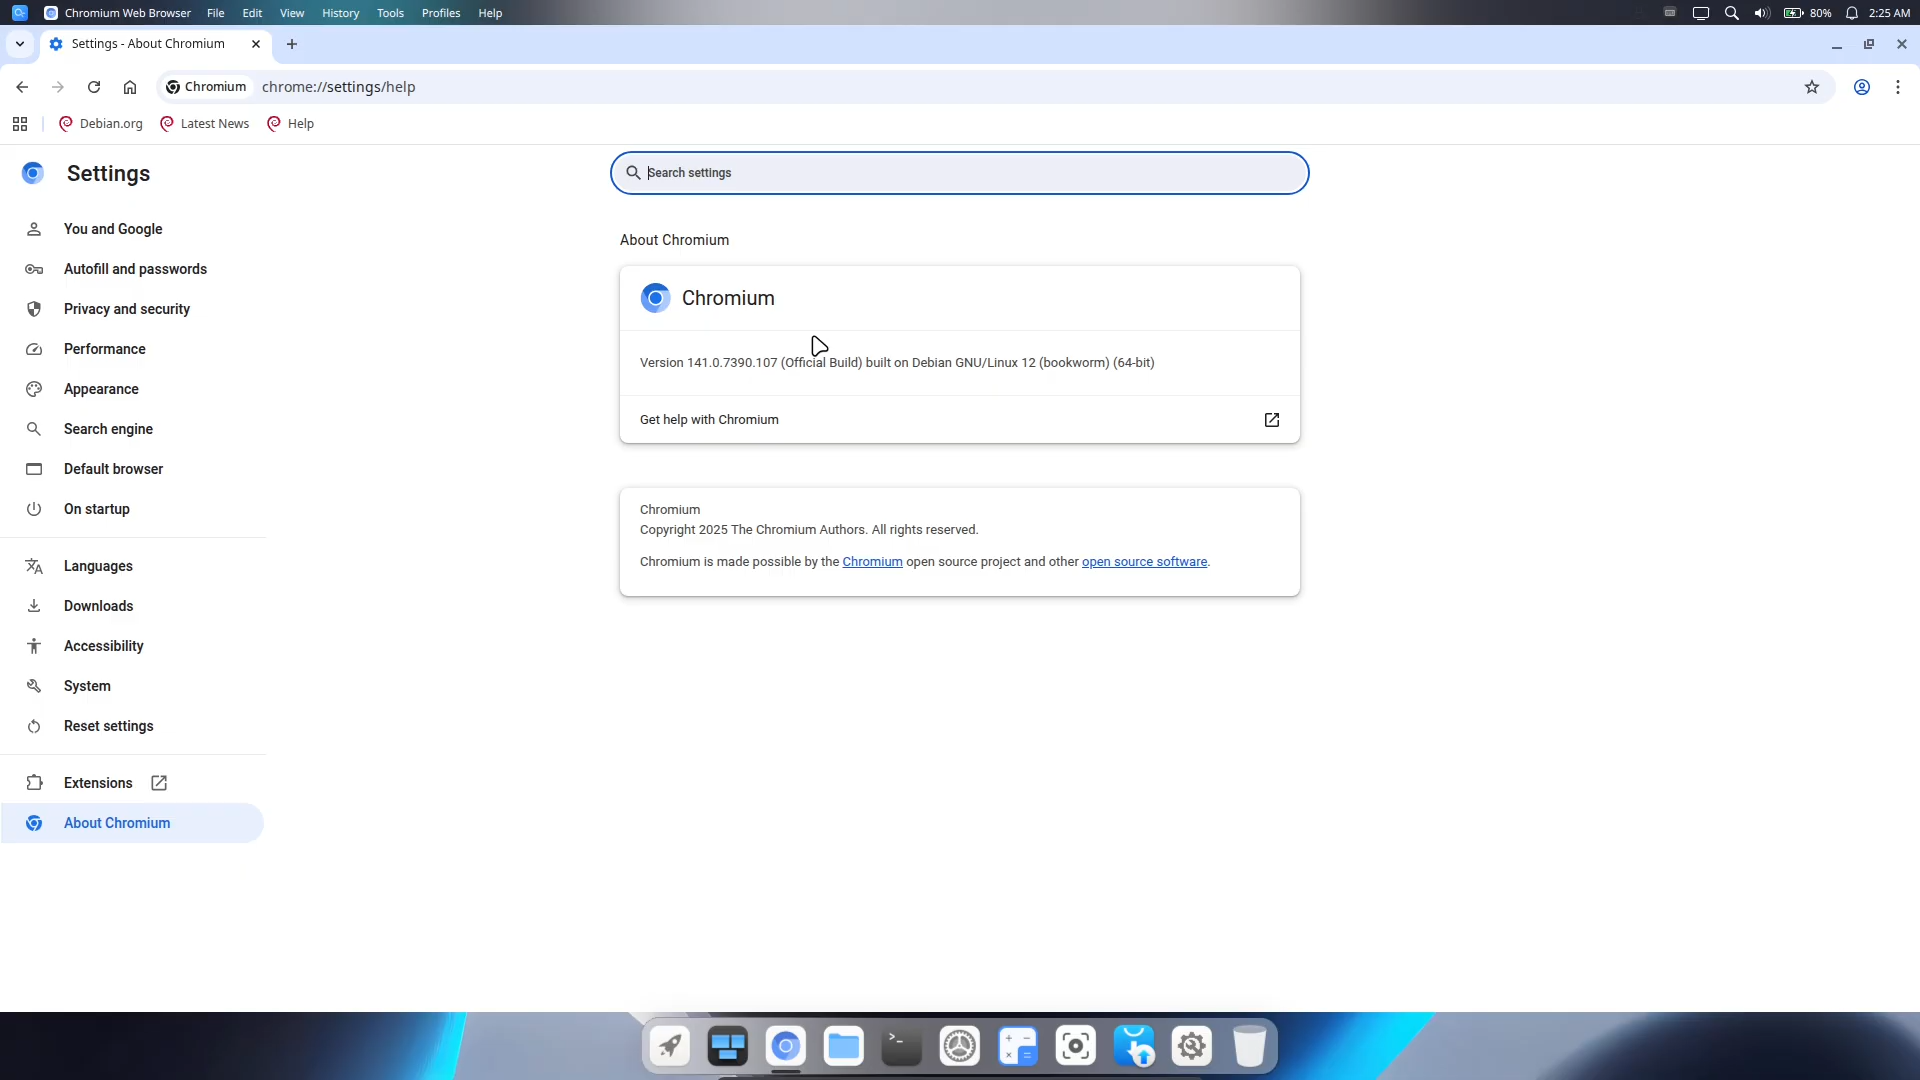 Chromium Web Browser File Edit View History Tools Profiles Help 80% 2:25 AM
Settings - About Chromium
Chromium chrome://settings/help
Debian.org Latest News Help
Settings
Search settings
You and Google
Autofill and passwords
Privacy and security
Performance
Appearance
Search engine
Default browser
On startup
Languages
Downloads
Accessibility
System
Reset settings
Extensions
About Chromium
About Chromium
Chromium
Version 141.0.7390.107 (Official Build) built on Debian GNU/Linux 12 (bookworm) (64-bit)
Get help with Chromium
Chromium
Copyright 2025 The Chromium Authors. All rights reserved.
Chromium is made possible by the Chromium open source project and other open source software.